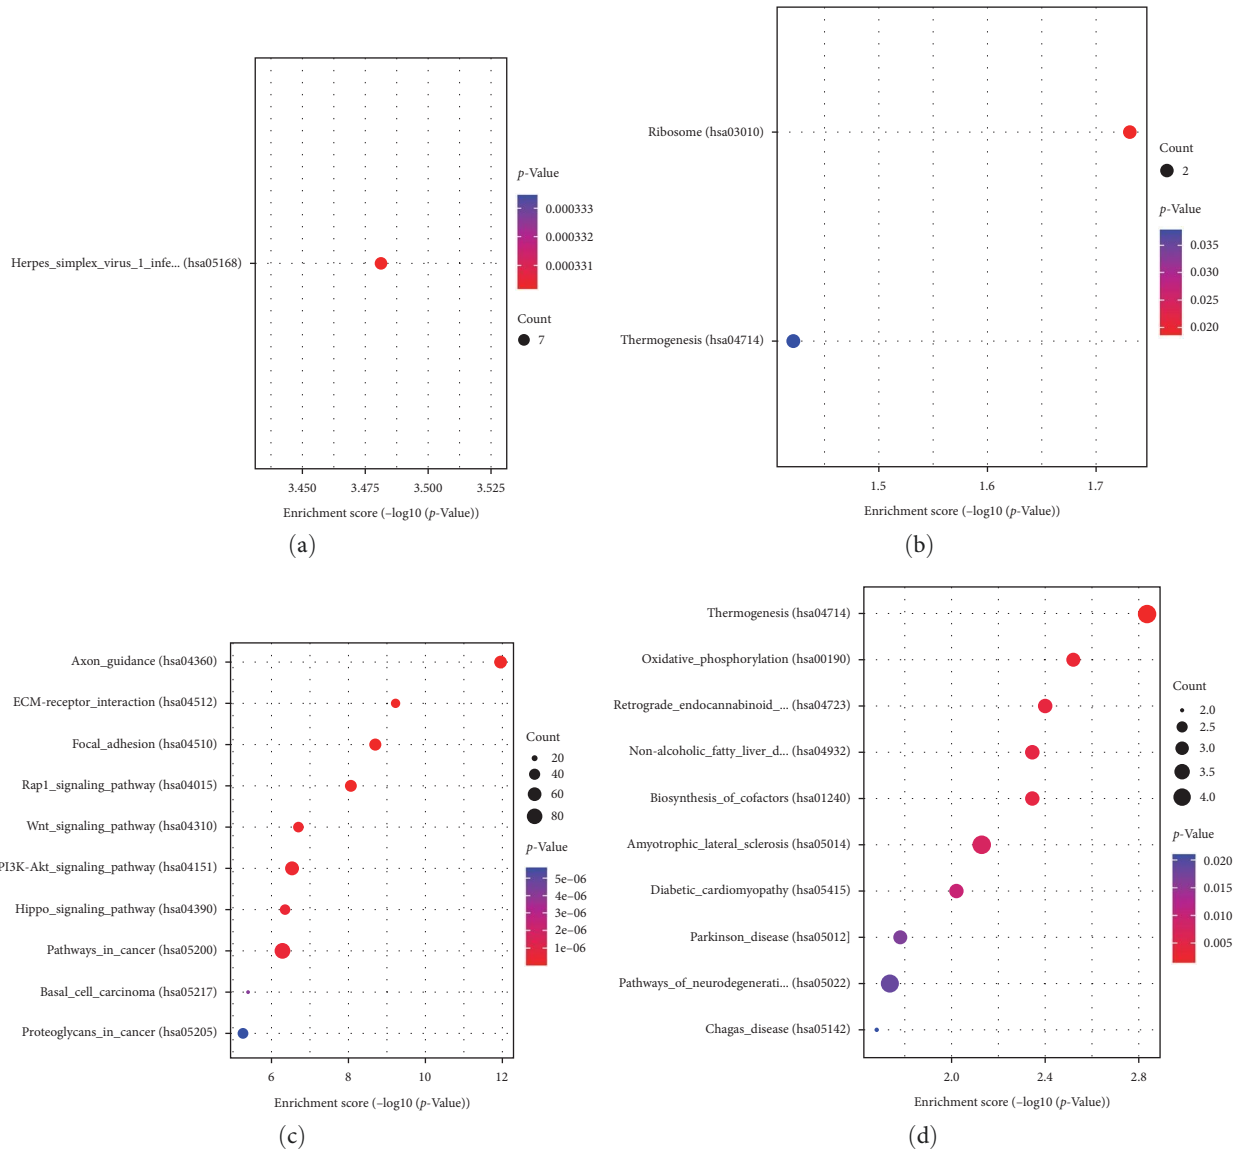 Herpes_simplex_virus_1_infe... (hsa05168)
3.450 3.475 3.500 3.525
Enrichment score (–log10 (p-Value))
p-Value
0.000333
0.000332
0.000331
Count
7
(a)
Ribosome (hsa03010)
Thermogenesis (hsa04714)
1.5 1.6 1.7
Enrichment score (–log10 (p-Value))
Count
2
p-Value
0.035
0.030
0.025
0.020
(b)
Axon_guidance (hsa04360)
ECM-receptor_interaction (hsa04512)
Focal_adhesion (hsa04510)
Rap1_signaling_pathway (hsa04015)
Wnt_signaling_pathway (hsa04310)
PI3K-Akt_signaling_pathway (hsa04151)
Hippo_signaling_pathway (hsa04390)
Pathways_in_cancer (hsa05200)
Basal_cell_carcinoma (hsa05217)
Proteoglycans_in_cancer (hsa05205)
6 8 10 12
Enrichment score (–log10 (p-Value))
Count
20
40
60
80
p-Value
5e–06
4e–06
3e–06
2e–06
1e–06
(c)
Thermogenesis (hsa04714)
Oxidative_phosphorylation (hsa00190)
Retrograde_endocannabinoid_... (hsa04723)
Non-alcoholic_fatty_liver_d... (hsa04932)
Biosynthesis_of_cofactors (hsa01240)
Amyotrophic_lateral_sclerosis (hsa05014)
Diabetic_cardiomyopathy (hsa05415)
Parkinson_disease (hsa05012]
Pathways_of_neurodegenerati... (hsa05022)
Chagas_disease (hsa05142)
2.0 2.4 2.8
Enrichment score (–log10 (p-Value))
Count
2.0
2.5
3.0
3.5
4.0
p-Value
0.020
0.015
0.010
0.005
(d)